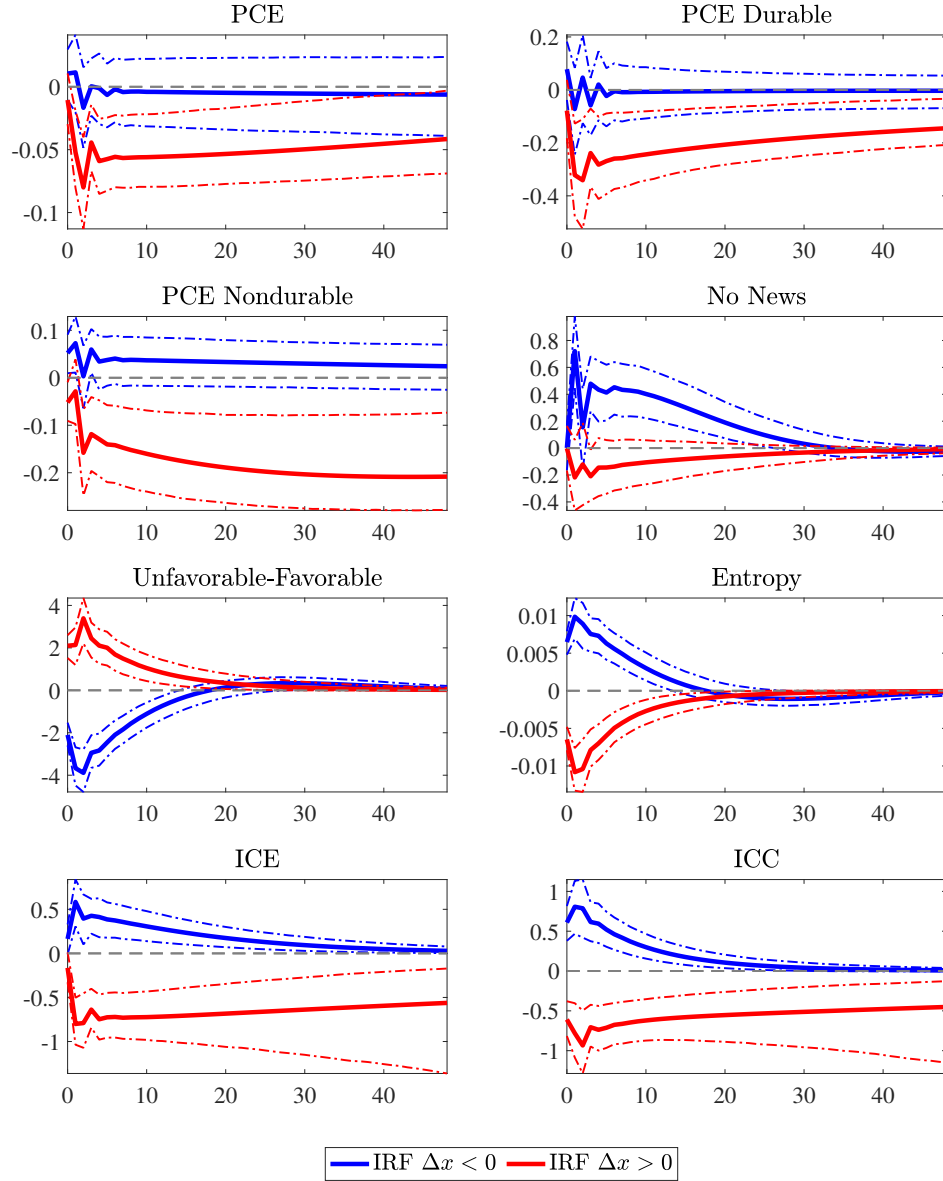 PCE
0
-0.05
-0.1
0 10 20 30 40
PCE Durable
0.2
0
-0.2
-0.4
0 10 20 30 40
PCE Nondurable
0.1
0
-0.1
-0.2
0 10 20 30 40
No News
0.8
0.6
0.4
0.2
0
-0.2
-0.4
0 10 20 30 40
Unfavorable-Favorable
4
2
0
-2
-4
0 10 20 30 40
Entropy
0.01
0.005
0
-0.005
-0.01
0 10 20 30 40
ICE
0.5
0
-0.5
-1
0 10 20 30 40
ICC
1
0.5
0
-0.5
-1
0 10 20 30 40
IRF Δx < 0 IRF Δx > 0